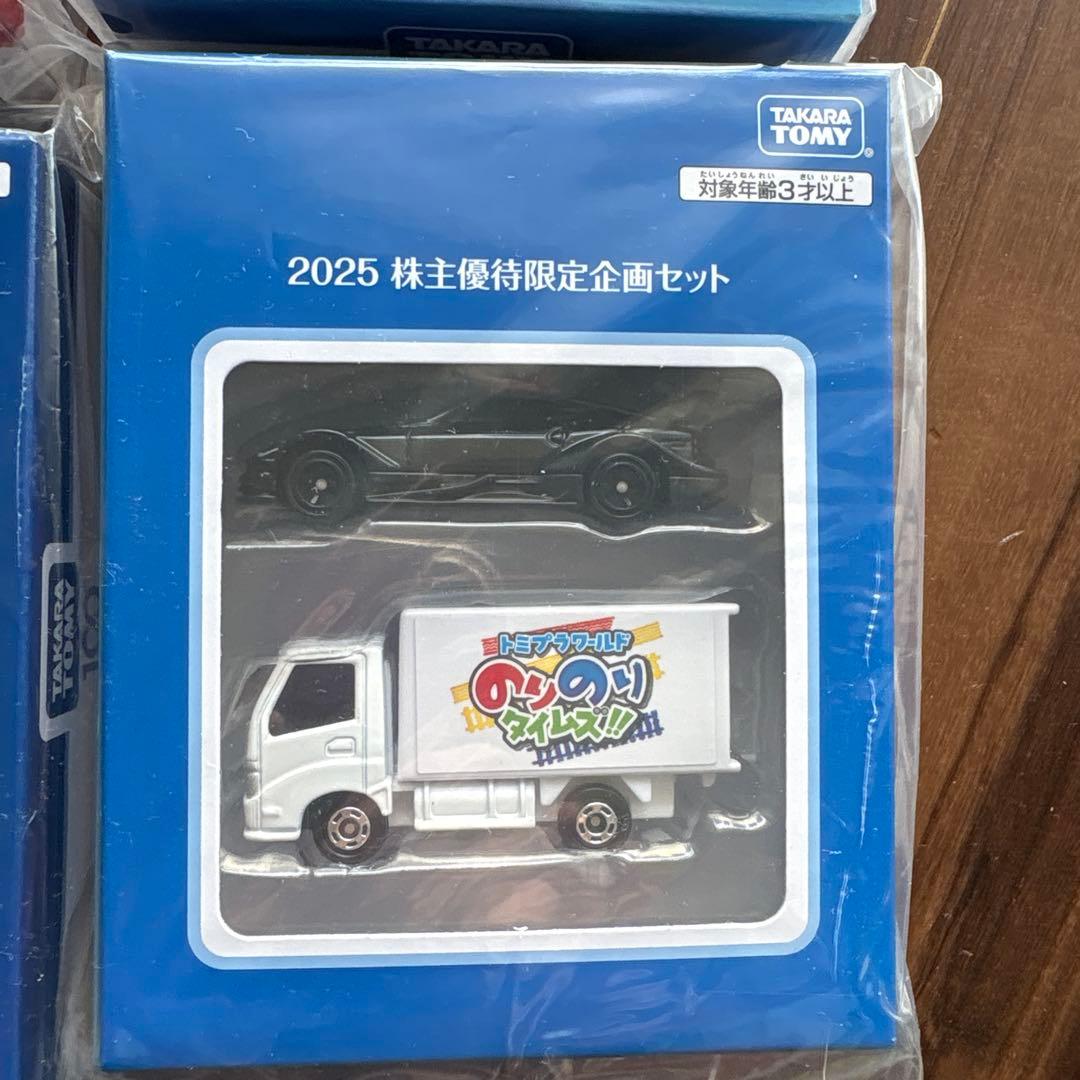 TAKARA
TAKARA
TOMY
®
たいしょうねんれい さい いじょう
対象年齢3才以上
2025 株主優待限定企画セット
トミプラワールド
のりのり
タイムズ!!
TAKARA
TOMY
100